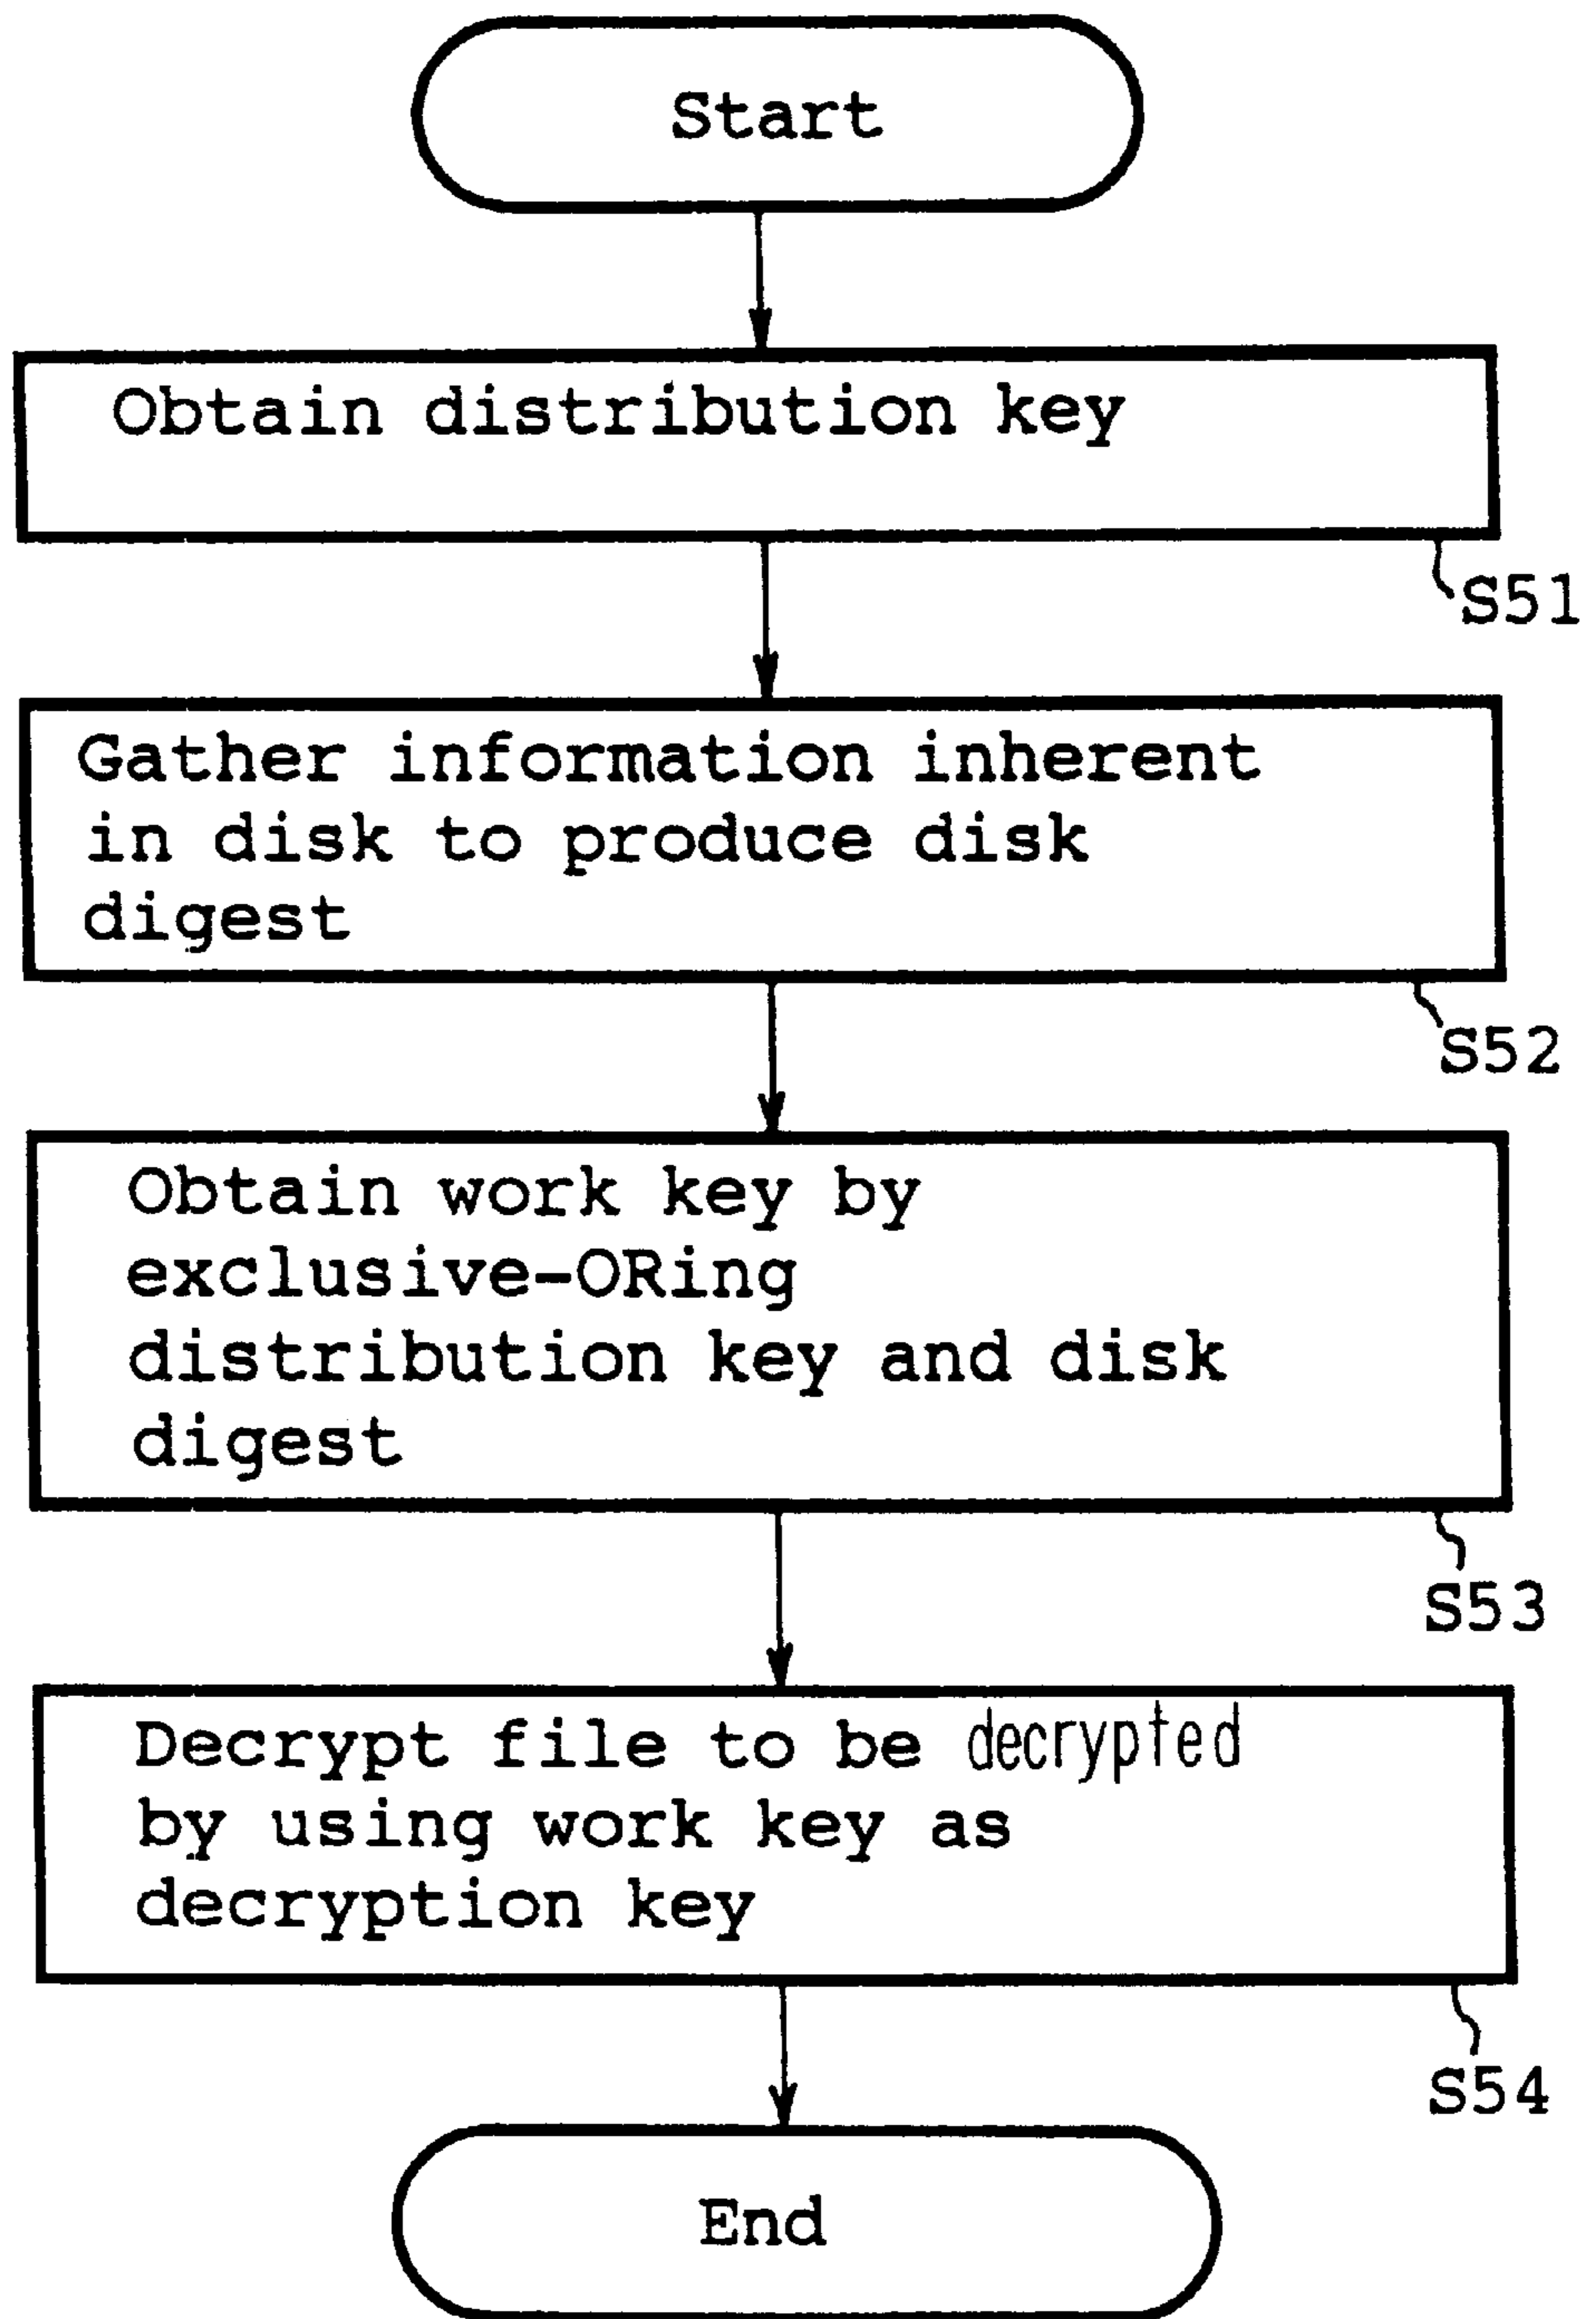 Start
Obtain distribution key
S51
Gather information inherent
in disk to produce disk
digest
S52
Obtain work key by
exclusive-ORing
distribution key and disk
digest
S53
Decrypt file to be decrypted
by using work key as
decryption key
S54
End